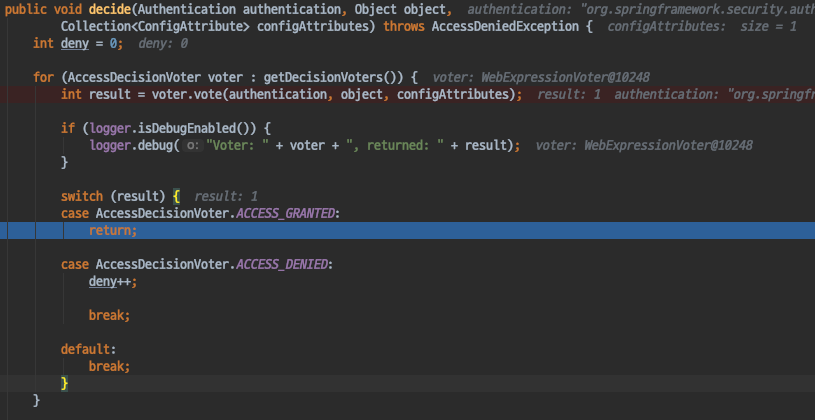 public void decide(Authentication authentication, Object object,  authentication: "org.springframework.security.auth
        Collection<ConfigAttribute> configAttributes) throws AccessDeniedException {  configAttributes:  size = 1
    int deny = 0;  deny: 0
    for (AccessDecisionVoter voter : getDecisionVoters()) {  voter: WebExpressionVoter@10248
        int result = voter.vote(authentication, object, configAttributes);  result: 1  authentication: "org.springfr
        if (logger.isDebugEnabled()) {
            logger.debug( o: "Voter: " + voter + ", returned: " + result);  voter: WebExpressionVoter@10248
        }
        switch (result) {  result: 1
        case AccessDecisionVoter.ACCESS_GRANTED:
            return;
        case AccessDecisionVoter.ACCESS_DENIED:
            deny++;
            break;
        default:
            break;
        }
    }